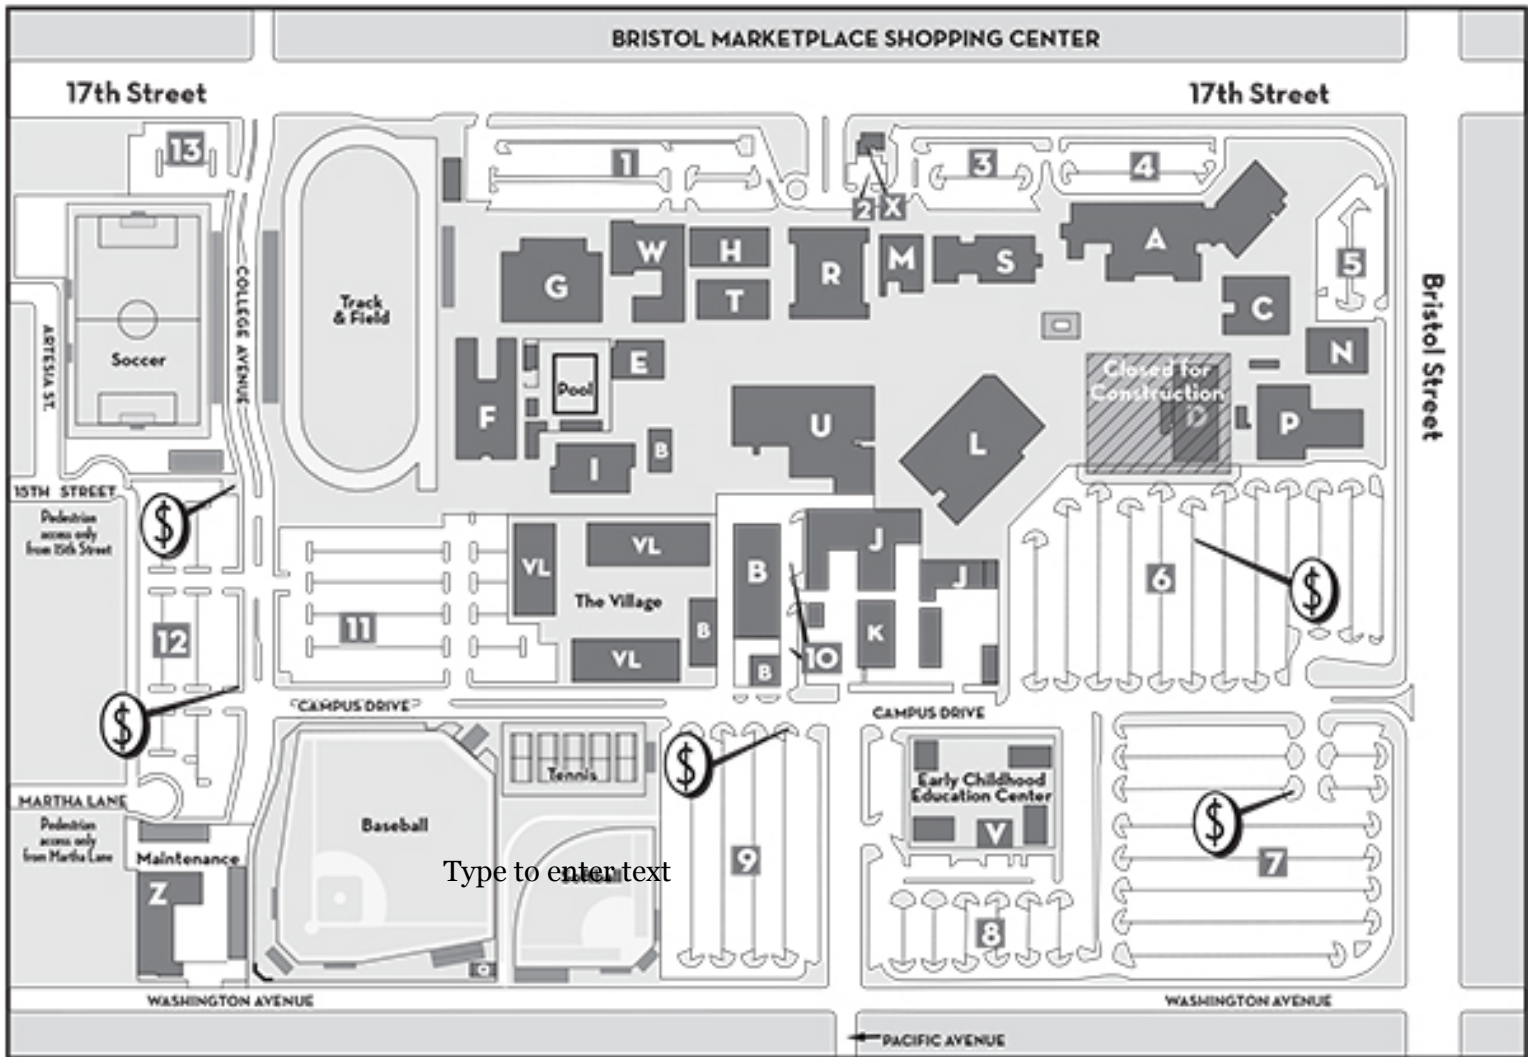 BRISTOL MARKETPLACE SHOPPING CENTER
17th Street
17th Street
13
1
3
4
2
X
5
COLLEGE AVENUE
Bristol Street
ARTESIA ST.
Soccer
Track
& Field
G
W
H
T
R
M
S
A
C
N
E
Pool
F
I
B
U
L
Closed for
Construction
D
P
15TH STREET
Pedestrian
access only
from 15th Street
$
12
11
VL
VL
The Village
VL
B
B
B
10
J
J
K
6
$
$
CAMPUS DRIVE
CAMPUS DRIVE
MARTHA LANE
Pedestrian
access only
from Martha Lane
Maintenance
Z
Baseball
Tennis
$
Type to enter text
9
Early Childhood
Education Center
V
8
$
7
WASHINGTON AVENUE
WASHINGTON AVENUE
PACIFIC AVENUE